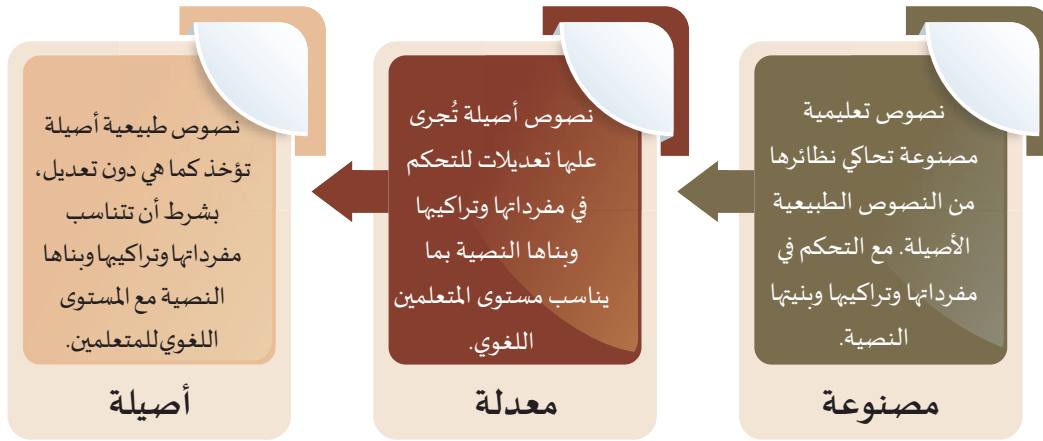 نصوص تعليمية
مصنوعة تحاكي نظائرها
من النصوص الطبيعية
الأصيلة. مع التحكم في
مفرداتها وتراكيبها وبنيتها
النصية.
مصنوعة
نصوص أصيلة تُجرى
عليها تعديلات للتحكم
في مفرداتها وتراكيبها
وبناها النصية بما
يناسب مستوى المتعلمين
اللغوي.
معدلة
نصوص طبيعية أصيلة
تؤخذ كما هي دون تعديل،
بشرط أن تتناسب
مفرداتها وتراكيبها وبناها
النصية مع المستوى
اللغوي للمتعلمين.
أصيلة